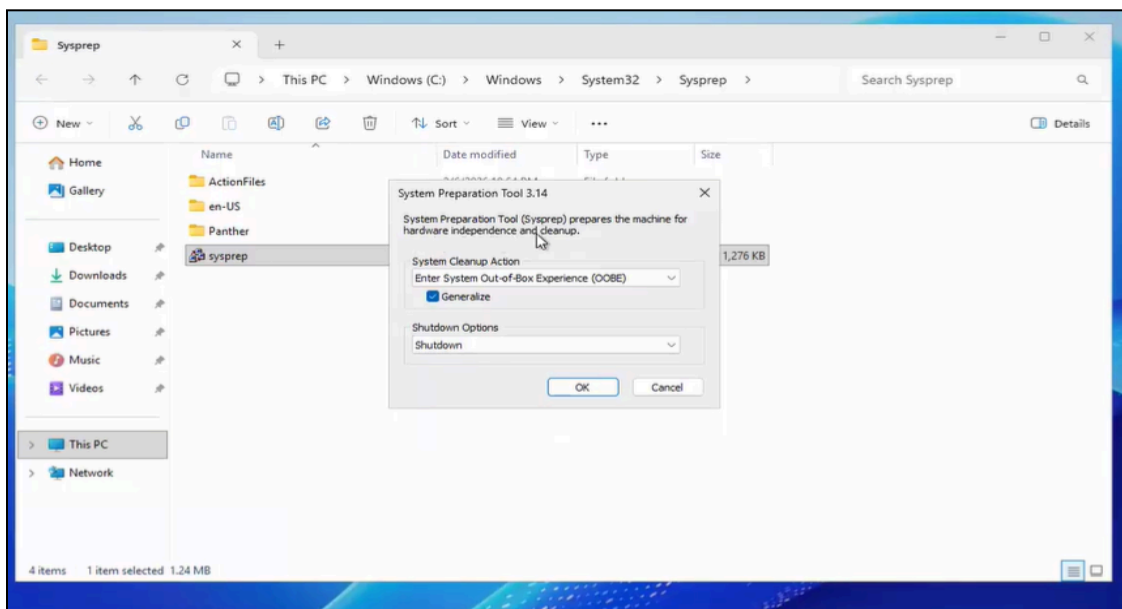 Sysprep
This PC > Windows (C:) > Windows > System32 > Sysprep >
Search Sysprep
New
Sort
View
Details
Home
Gallery
Desktop
Downloads
Documents
Pictures
Music
Videos
This PC
Network
Name
Date modified
Type
Size
ActionFiles
en-US
Panther
sysprep
1,276 KB
System Preparation Tool 3.14
System Preparation Tool (Sysprep) prepares the machine for
hardware independence and cleanup.
System Cleanup Action
Enter System Out-of-Box Experience (OOBE)
Generalize
Shutdown Options
Shutdown
OK
Cancel
4 items
1 item selected 1.24 MB